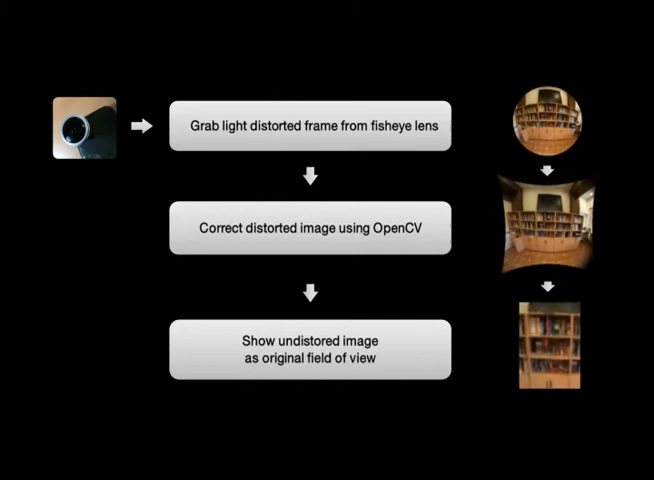 Grab light distorted frame from fisheye lens
Correct distorted image using OpenCV
Show undistored image
as original field of view